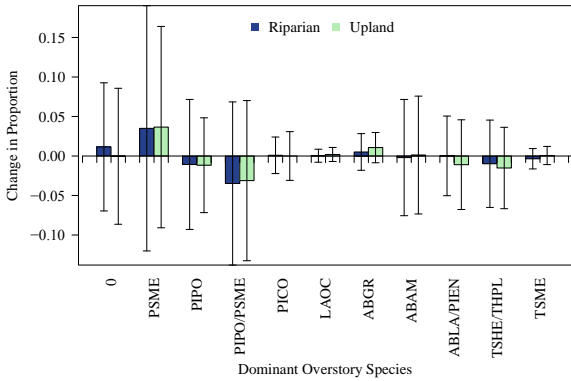 Riparian Upland
Change in Proportion
0.15
0.10
0.05
0.00
−0.05
−0.10
0 PSME PIPO PIPO/PSME PICO LAOC ABGR ABAM ABLA/PIEN TSHE/THPL TSME
Dominant Overstory Species